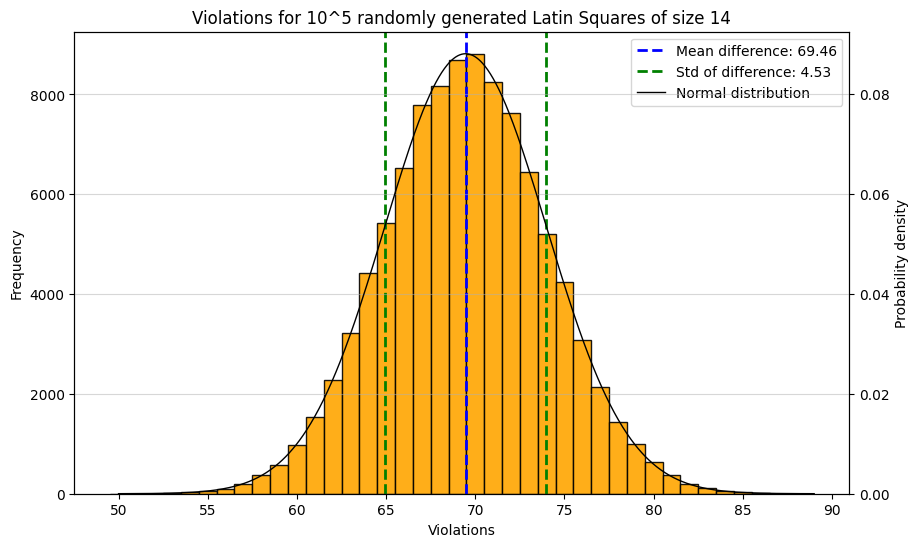 Violations for 10^5 randomly generated Latin Squares of size 14
Mean difference: 69.46
Std of difference: 4.53
Normal distribution
Frequency
8000
6000
4000
2000
0
0.08
0.06
0.04
0.02
0.00
Probability density
50 55 60 65 70 75 80 85 90
Violations